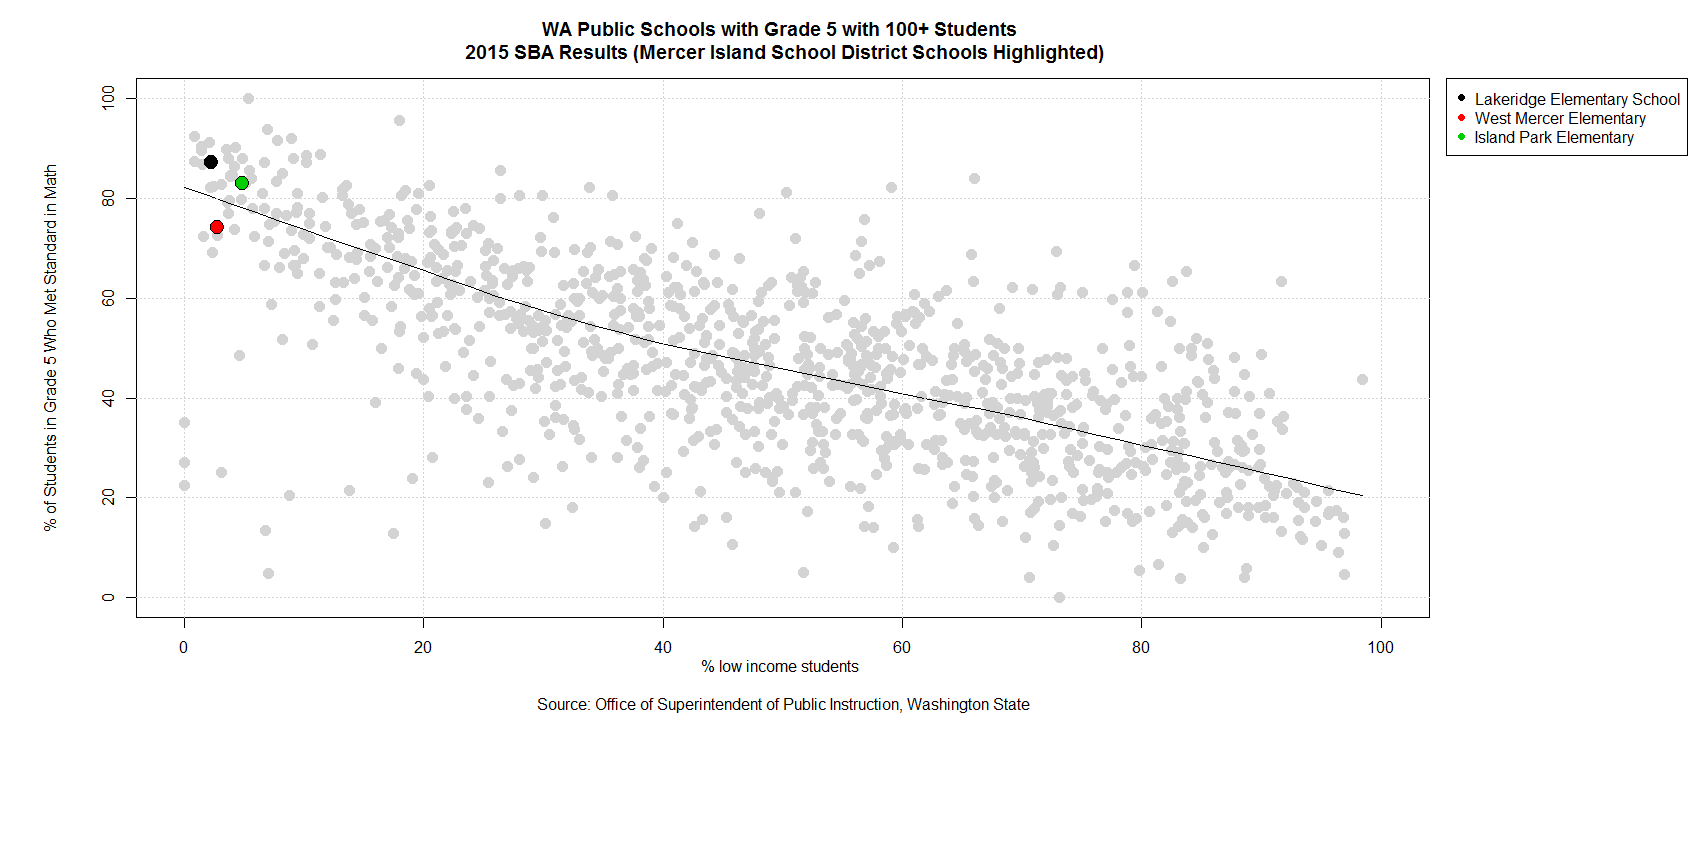 WA Public Schools with Grade 5 with 100+ Students
2015 SBA Results (Mercer Island School District Schools Highlighted)
Lakeridge Elementary School
West Mercer Elementary
Island Park Elementary
% of Students in Grade 5 Who Met Standard in Math
100
80
60
40
20
0
0 20 40 60 80 100
% low income students
Source: Office of Superintendent of Public Instruction, Washington State